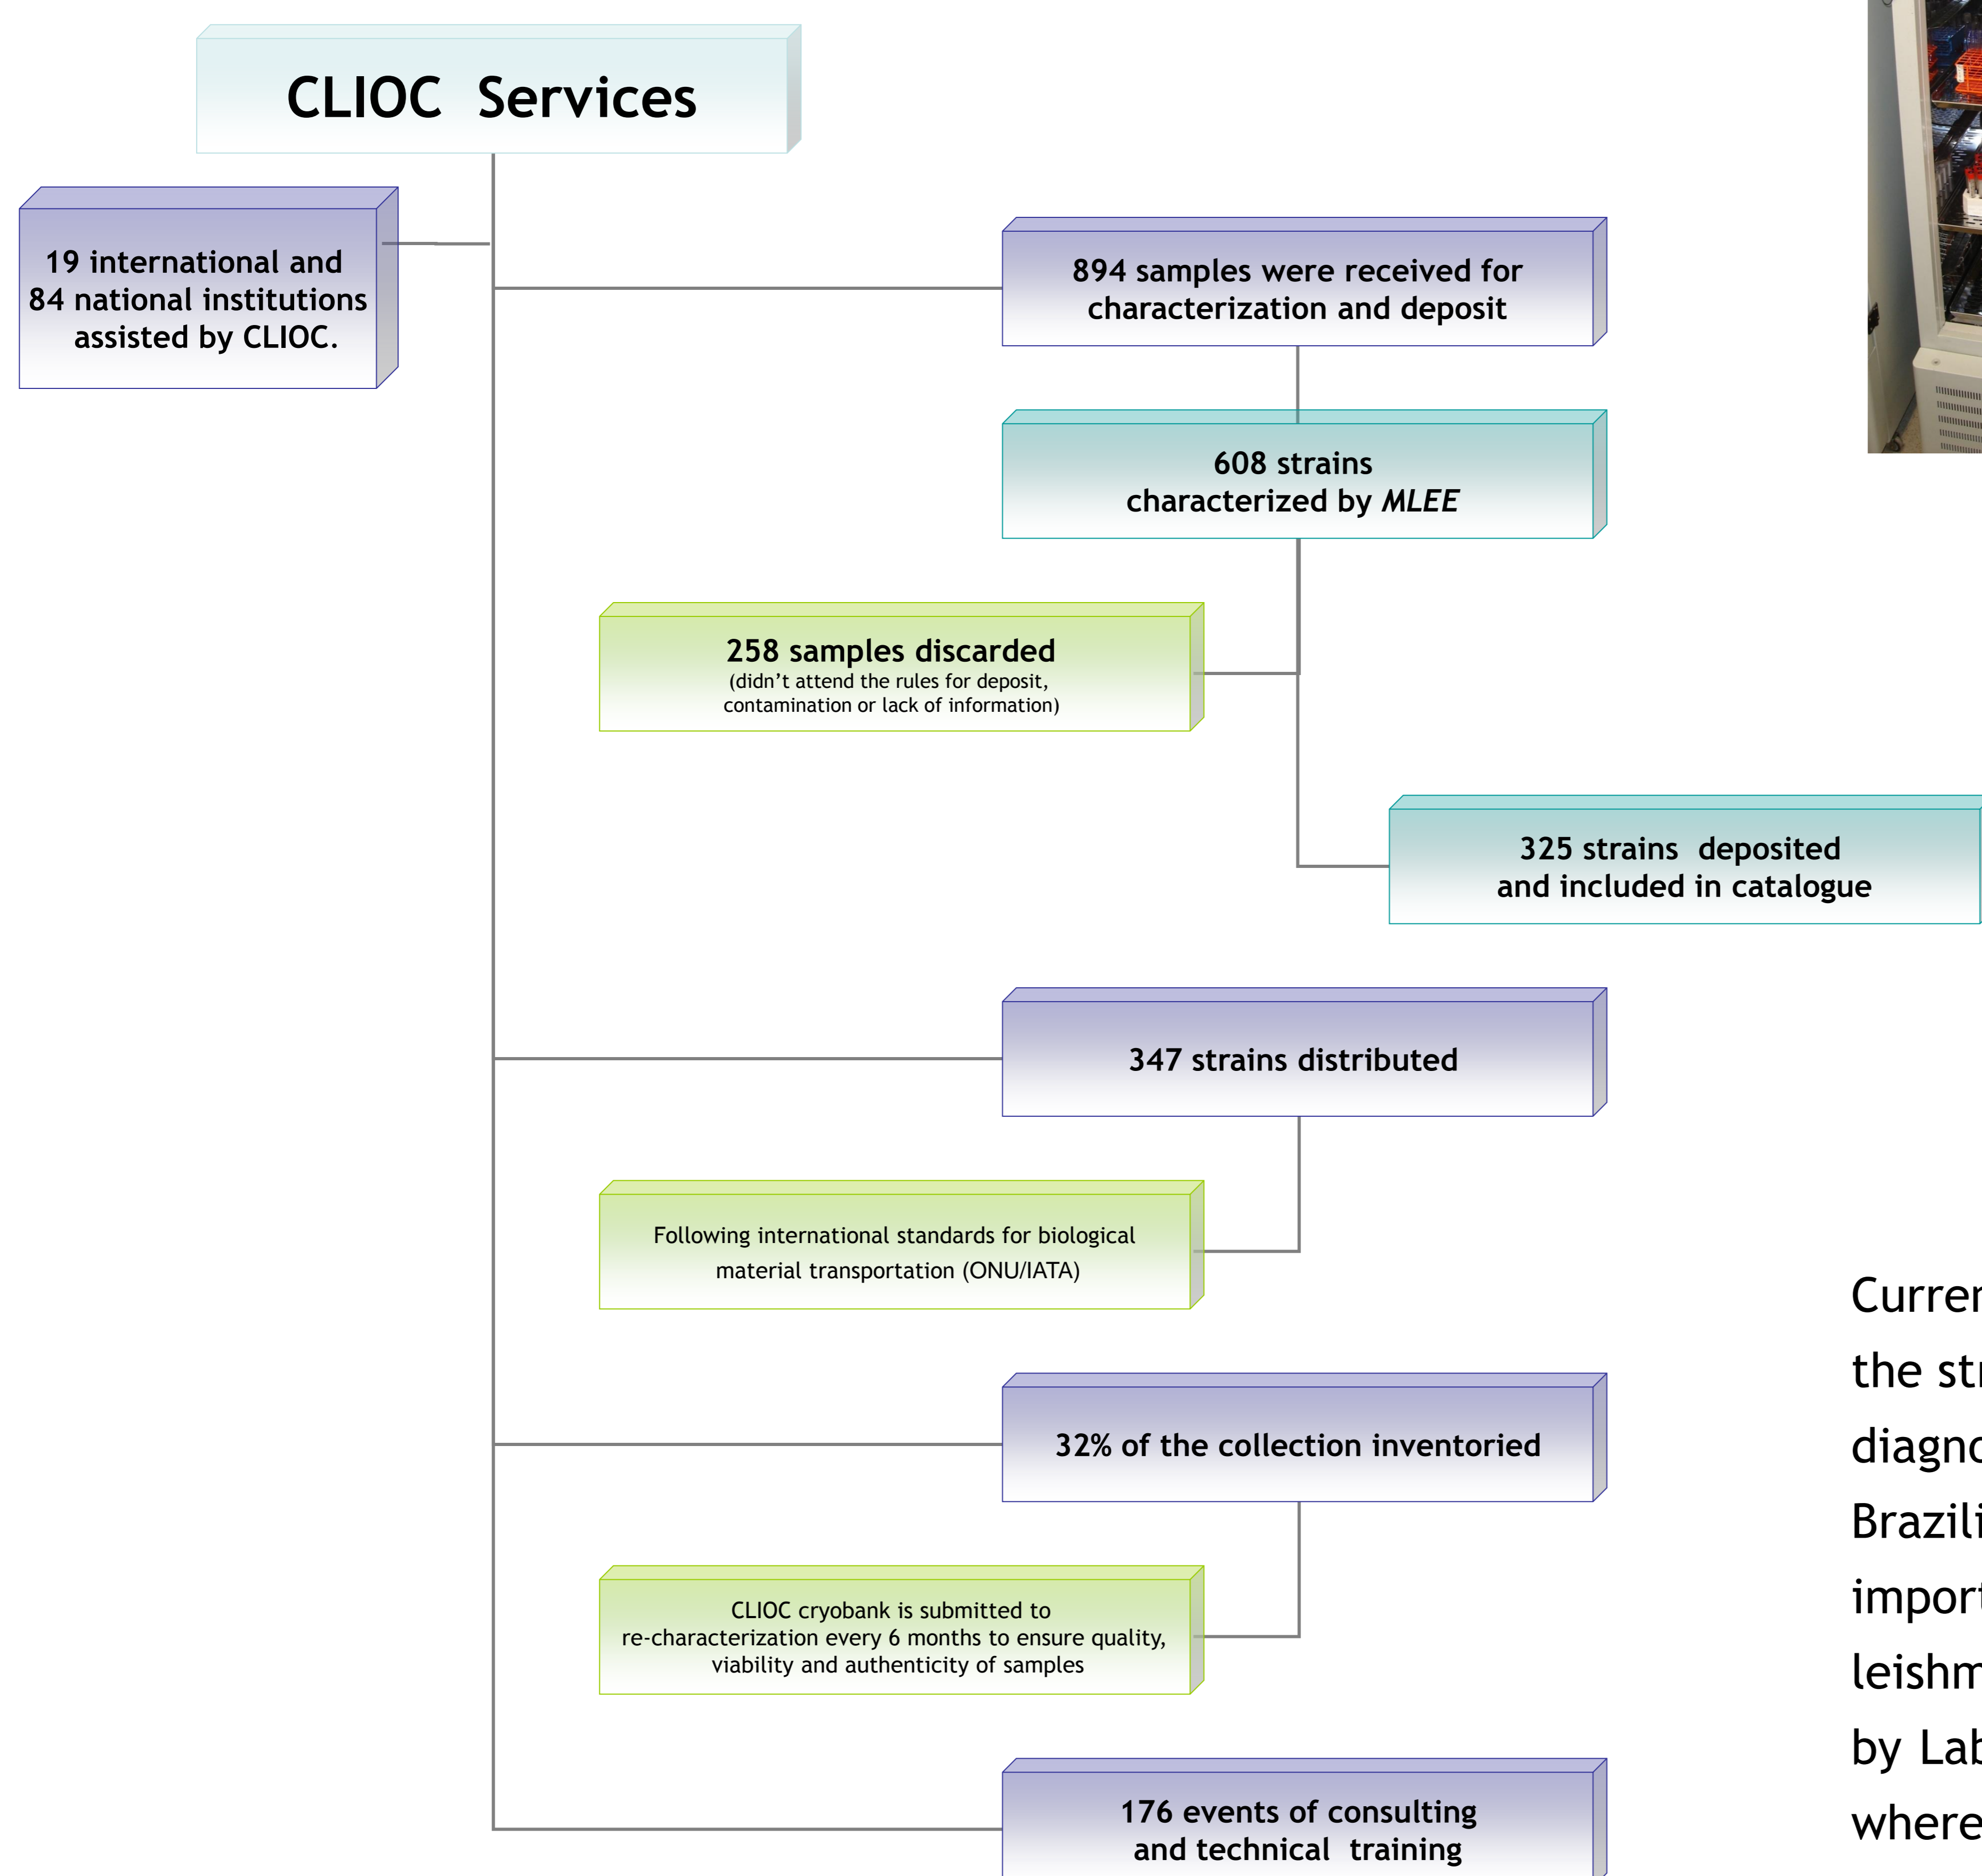 CLIOC Services
19 international and
84 national institutions
assisted by CLIOC.
894 samples were received for
characterization and deposit
608 strains
characterized by MLEE
258 samples discarded
(didn't attend the rules for deposit,
contamination or lack of information)
325 strains deposited
and included in catalogue
347 strains distributed
Following international standards for biological
material transportation (ONU/IATA)
32% of the collection inventoried
CLIOC cryobank is submitted to
re-characterization every 6 months to ensure quality,
viability and authenticity of samples
176 events of consulting
and technical training
the
by
where